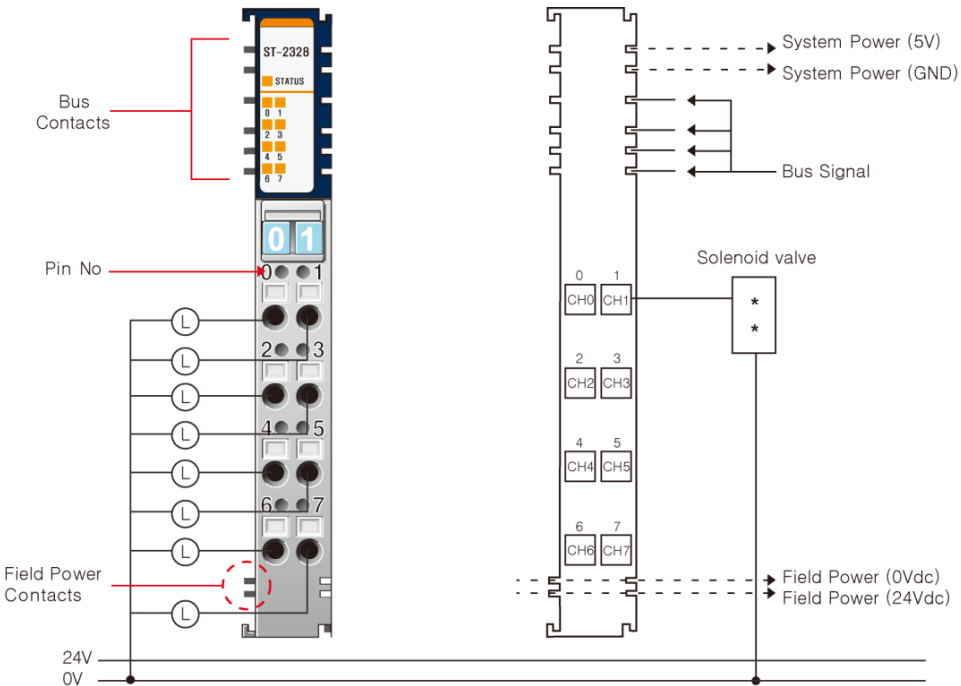 ST-2328
STATUS
0 1
2 3
4 5
6 7
Bus
Contacts
01
Pin No
0 1
L
L
2 3
L
L
4 5
L
L
6 7
L
Field Power
Contacts
L
24V
0V
System Power (5V)
System Power (GND)
Bus Signal
Solenoid valve
*
*
0 1
CH0 CH1
2 3
CH2 CH3
4 5
CH4 CH5
6 7
CH6 CH7
Field Power (0Vdc)
Field Power (24Vdc)